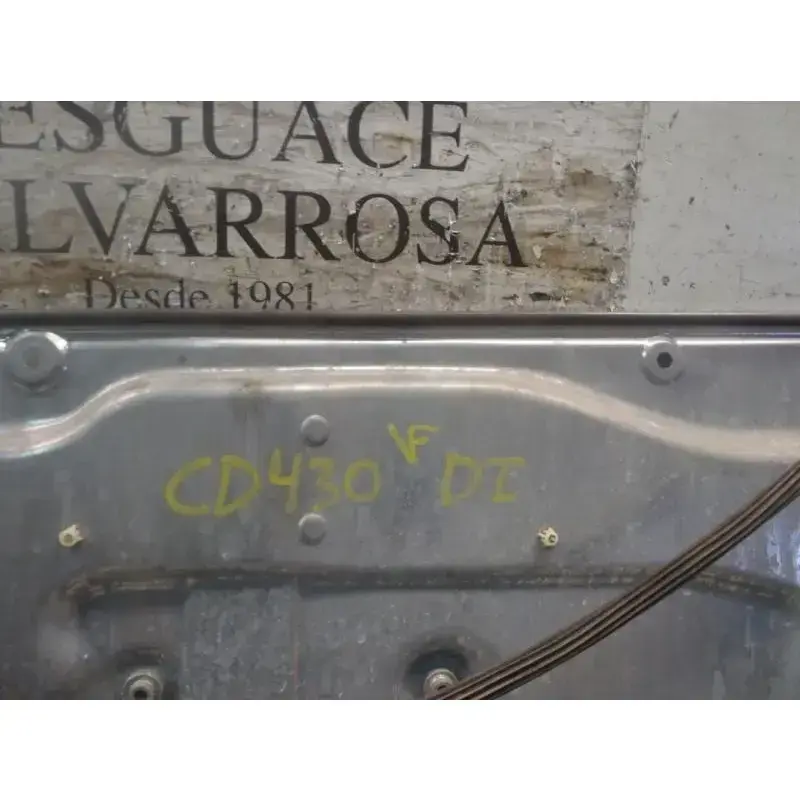 ESGUACE
LVARROSA
Desde 1981
VF
CD430 DI